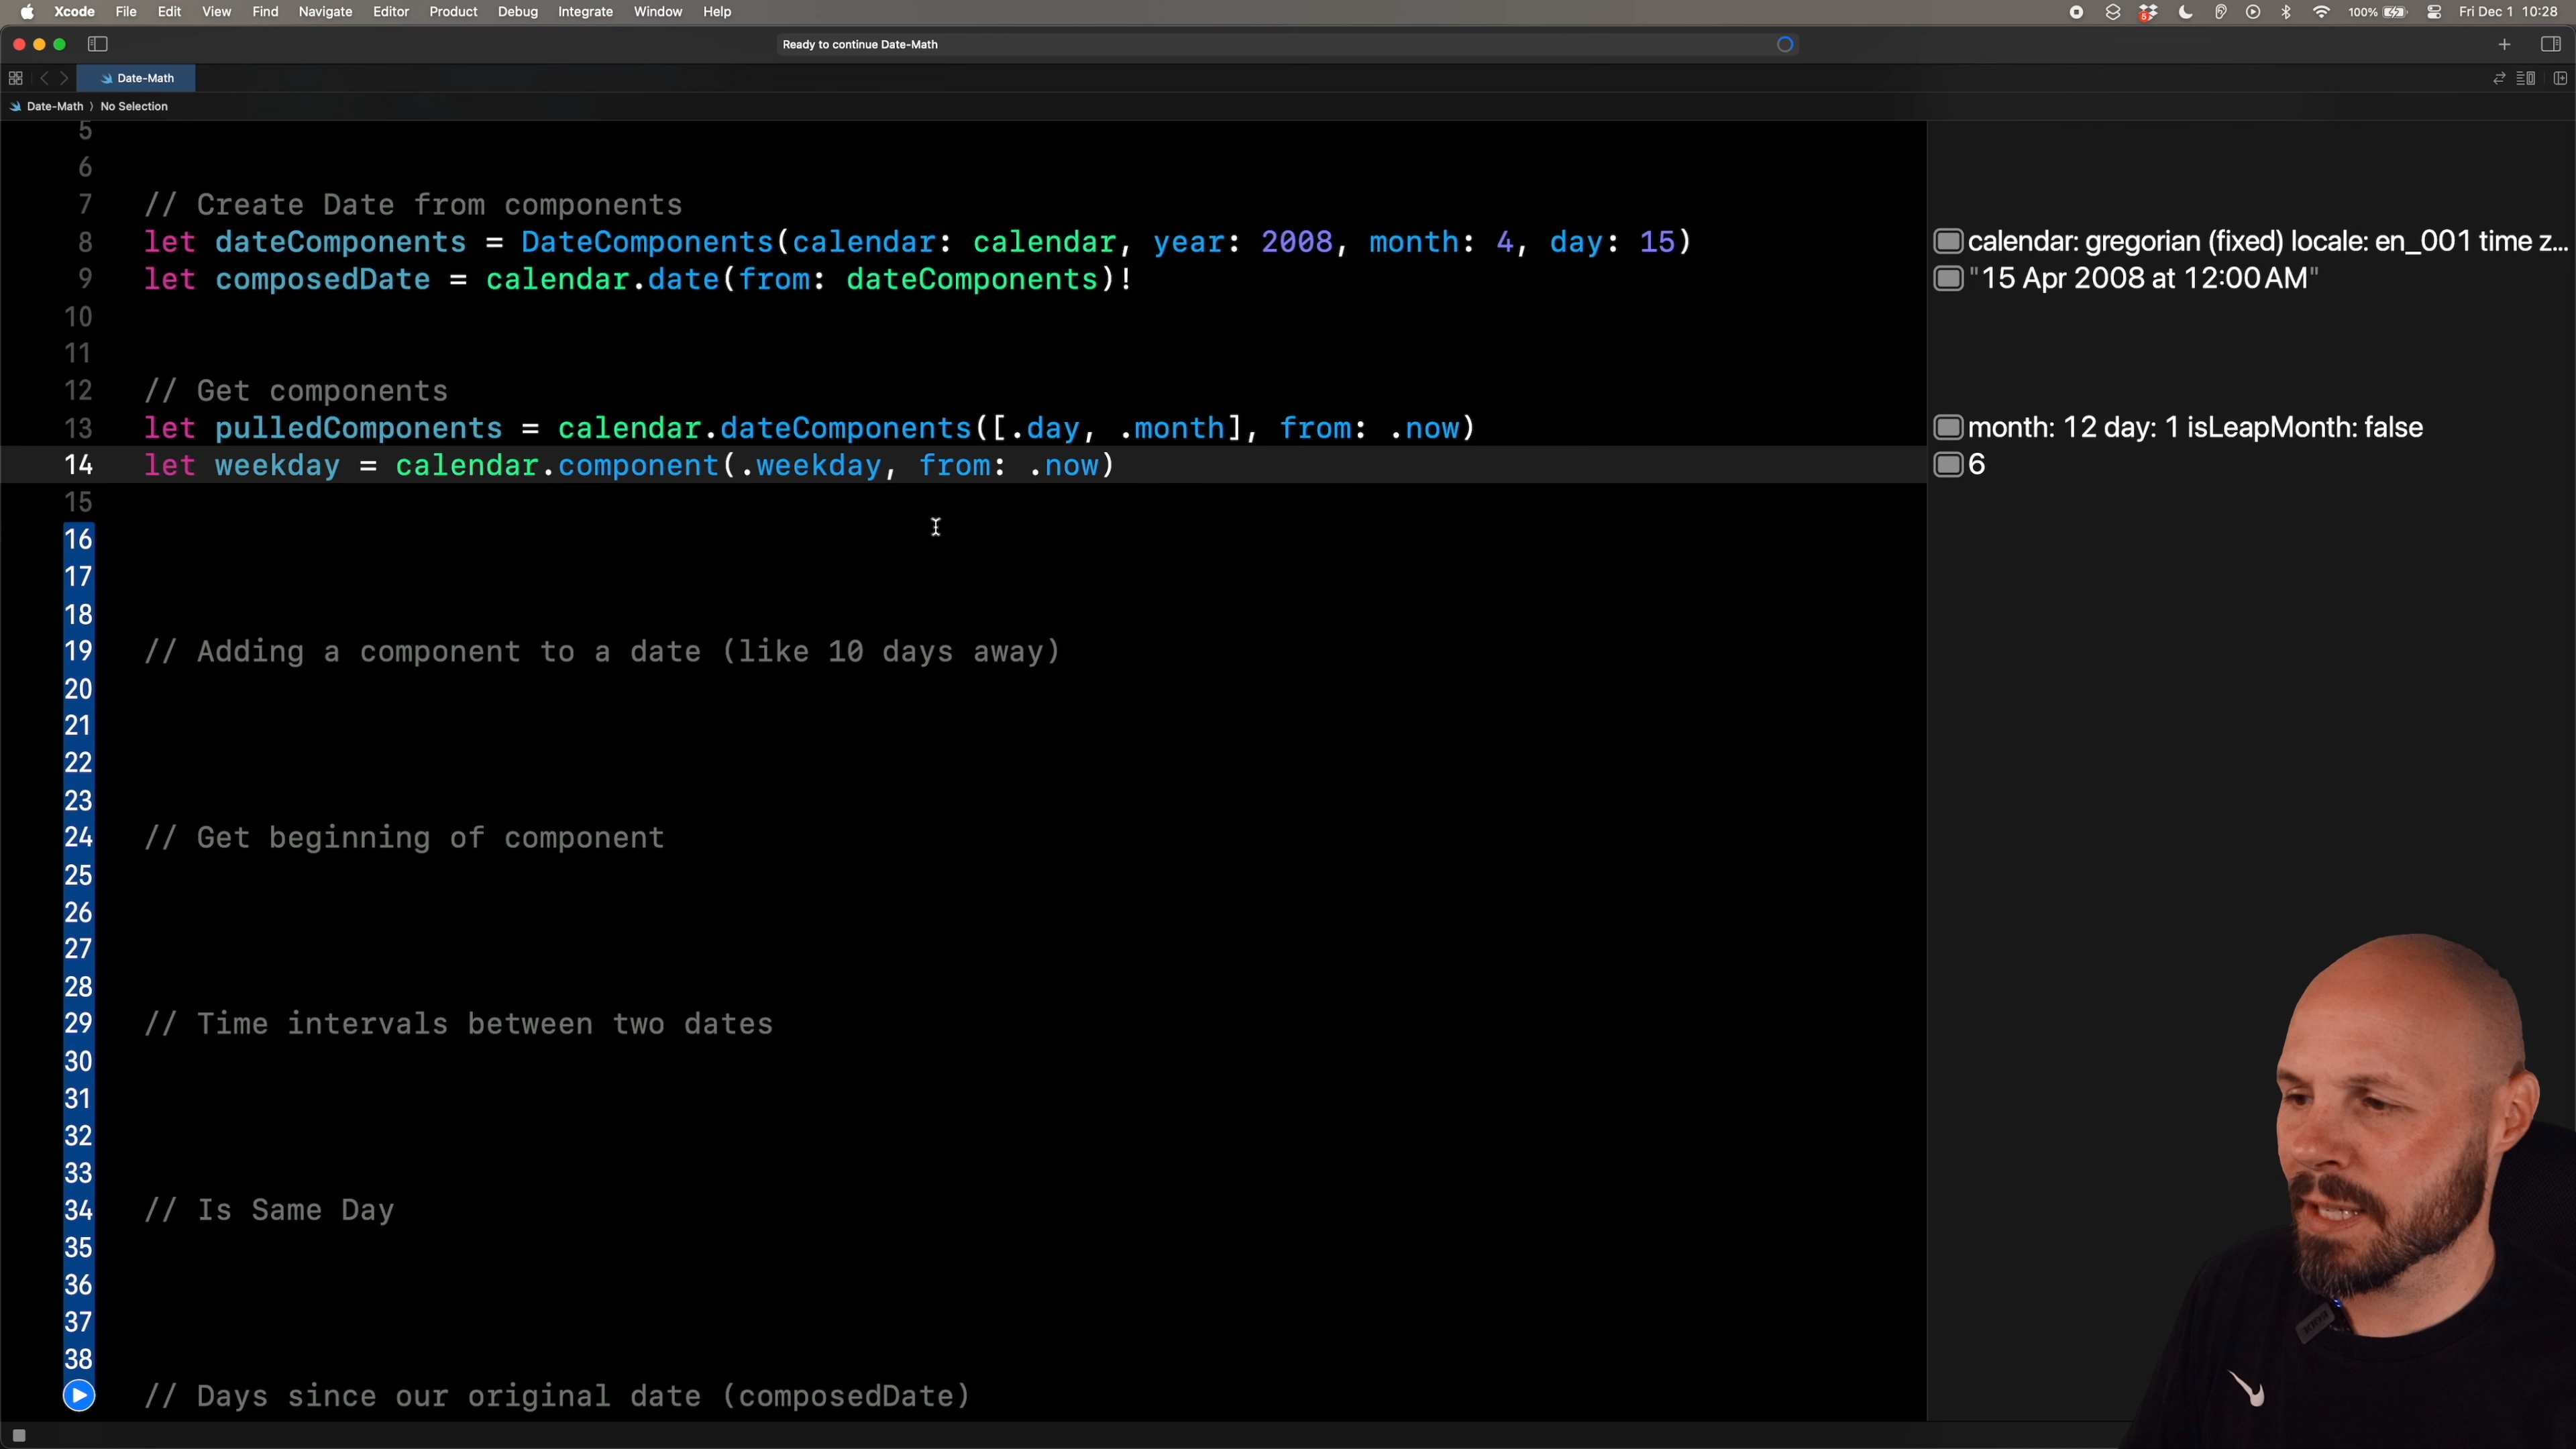 Xcode File Edit View Find Navigate Editor Product Debug Integrate Window Help 5 100% Fri Dec 1 10:28
Ready to continue Date-Math
Date-Math
Date-Math 〉 No Selection
5
6
7 // Create Date from components
8 let dateComponents = DateComponents(calendar: calendar, year: 2008, month: 4, day: 15) calendar: gregorian (fixed) locale: en_001 time z...
9 let composedDate = calendar.date(from: dateComponents)! "15 Apr 2008 at 12:00 AM"
10
11
12 // Get components
13 let pulledComponents = calendar.dateComponents([.day, .month], from: .now) month: 12 day: 1 isLeapMonth: false
14 let weekday = calendar.component(.weekday, from: .now) 6
15
16
17
18
19 // Adding a component to a date (like 10 days away)
20
21
22
23
24 // Get beginning of component
25
26
27
28
29 // Time intervals between two dates
30
31
32
33
34 // Is Same Day
35
36
37
38
// Days since our original date (composedDate)